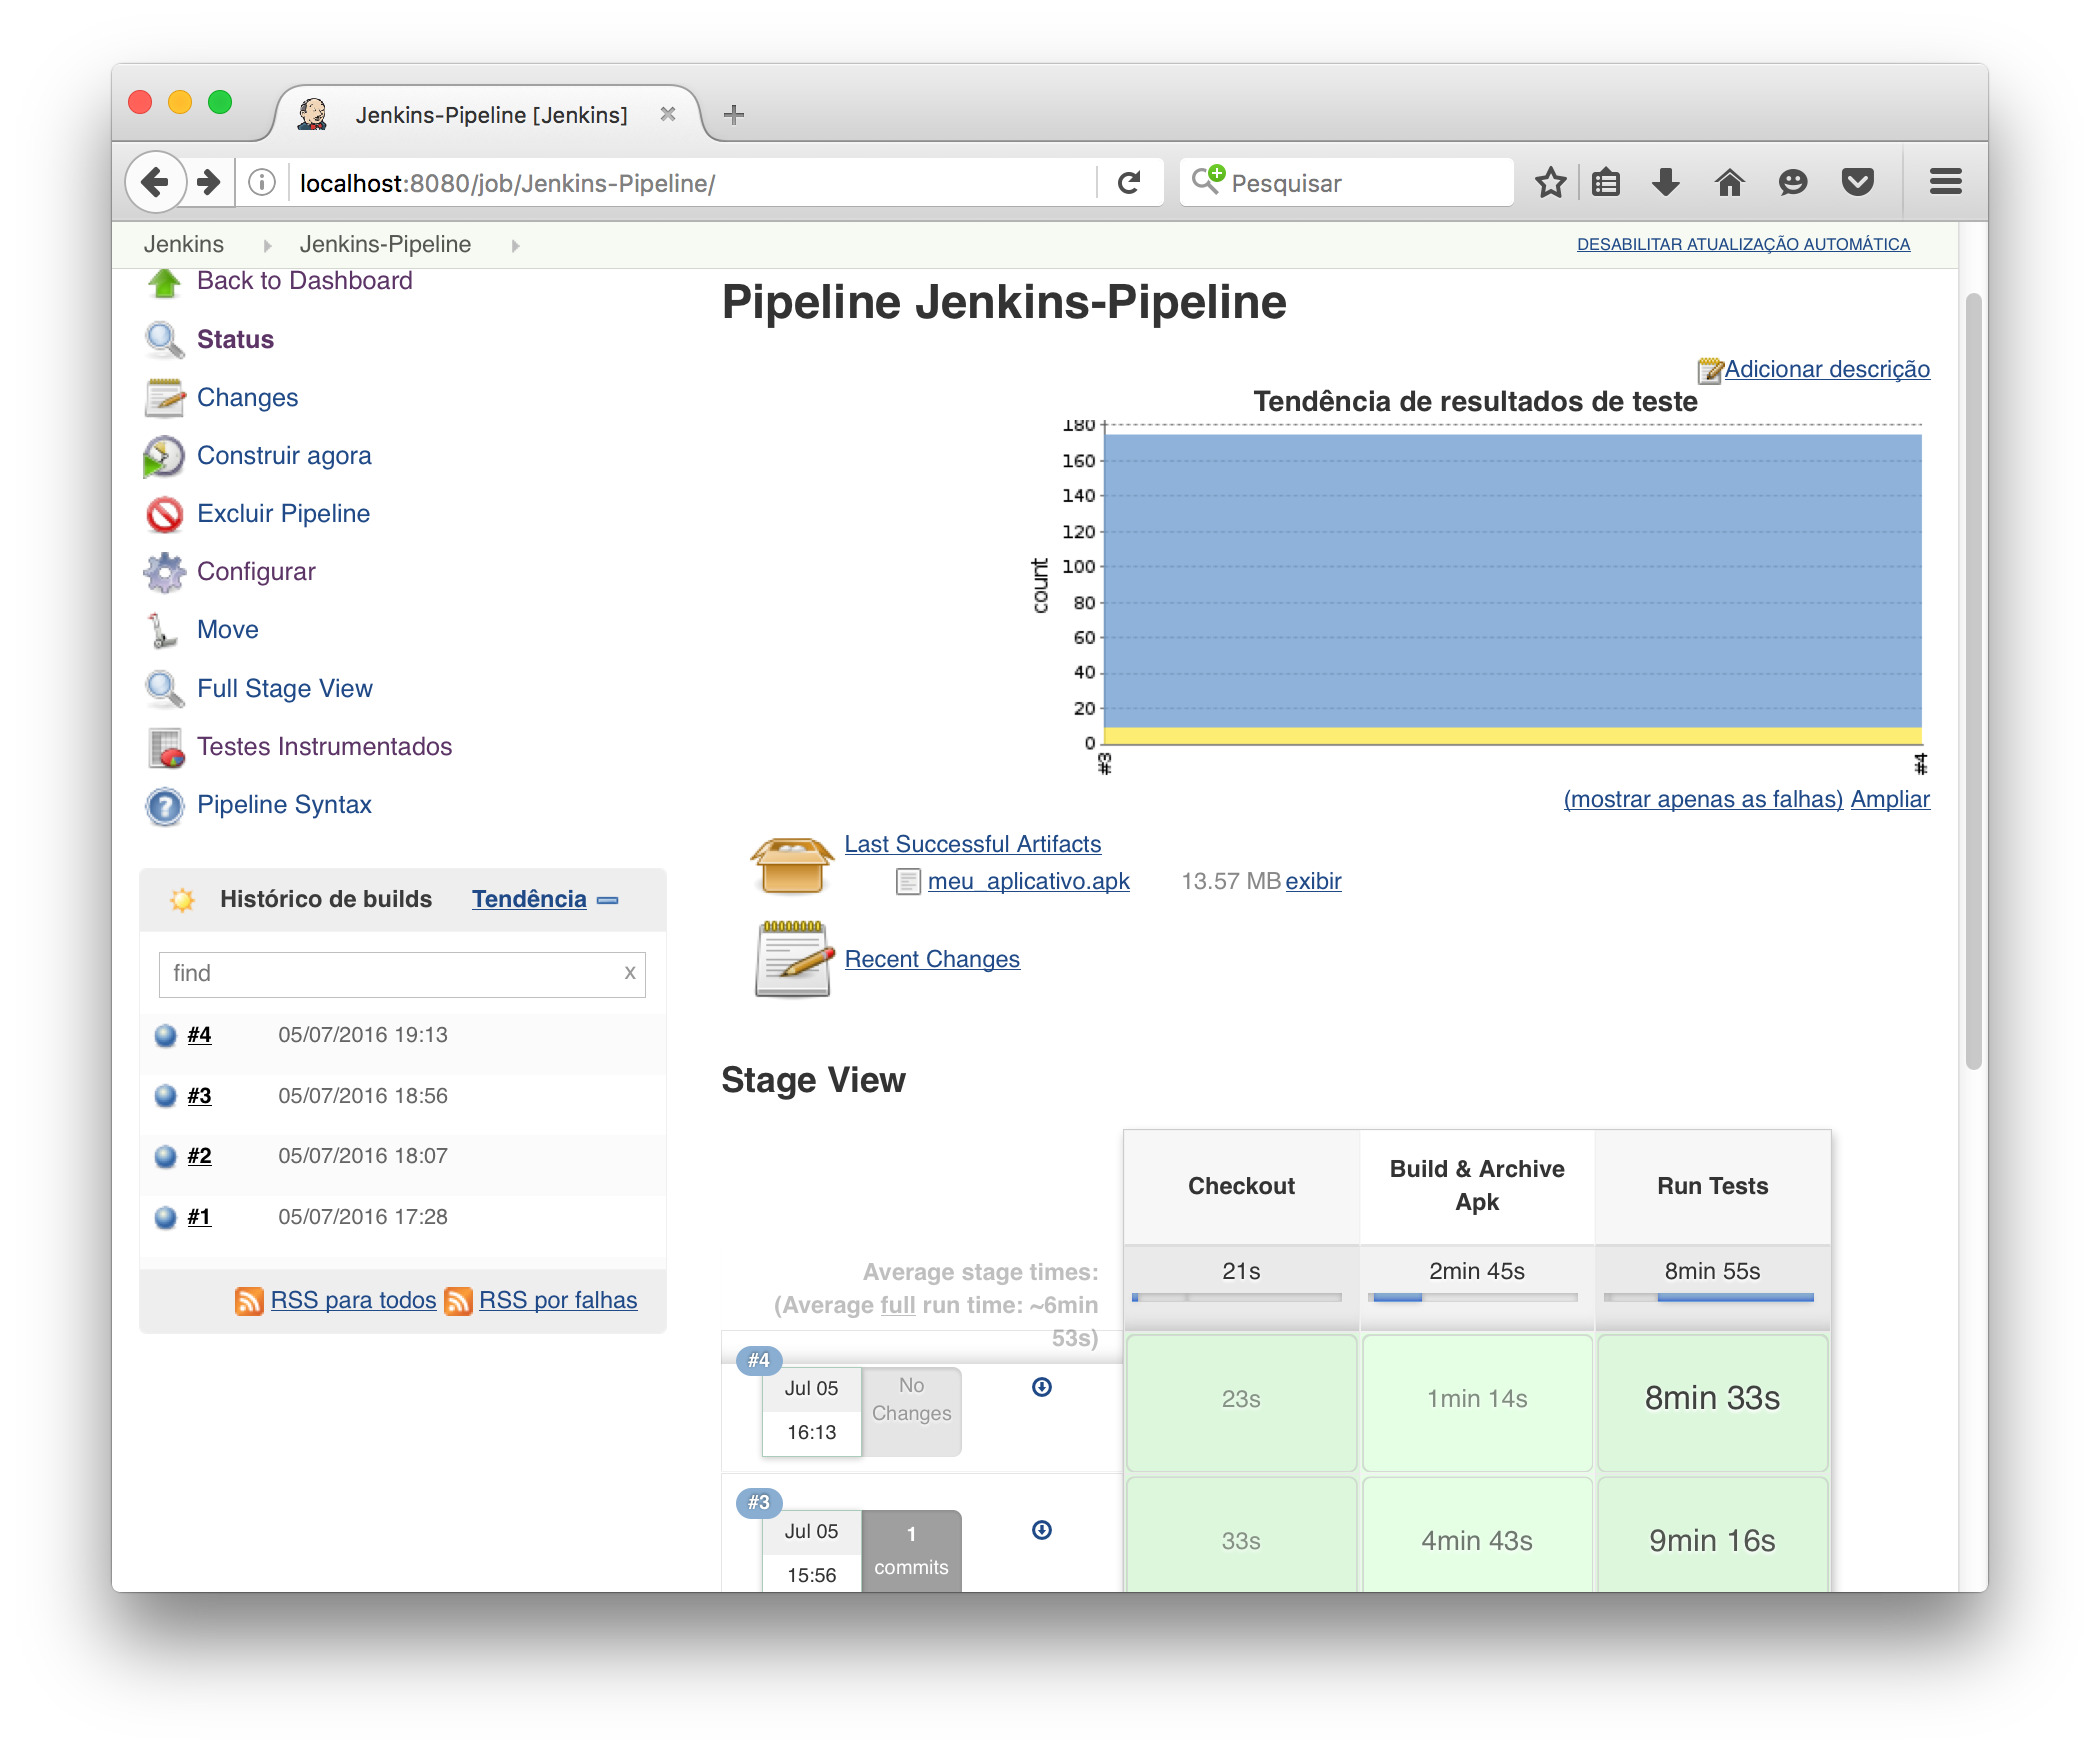 Jenkins-Pipeline [Jenkins]
localhost:8080/job/Jenkins-Pipeline/
Pesquisar
Jenkins
Jenkins-Pipeline
DESABILITAR ATUALIZAÇÃO AUTOMÁTICA
Back to Dashboard
Status
Changes
Construir agora
Excluir Pipeline
Configurar
Move
Full Stage View
Testes Instrumentados
Pipeline Syntax
Histórico de builds
Tendência
find
x
#4 05/07/2016 19:13
#3 05/07/2016 18:56
#2 05/07/2016 18:07
#1 05/07/2016 17:28
RSS para todos RSS por falhas
Pipeline Jenkins-Pipeline
Adicionar descrição
Tendência de resultados de teste
180
160
140
120
100
80
60
40
20
0
count
#3
#4
(mostrar apenas as falhas) Ampliar
Last Successful Artifacts
meu_aplicativo.apk 13.57 MB exibir
Recent Changes
Stage View
Checkout
Build & Archive
Apk
Run Tests
Average stage times:
(Average full run time: ~6min
53s)
21s
2min 45s
8min 55s
#4
Jul 05
16:13
No
Changes
23s
1min 14s
8min 33s
#3
Jul 05
15:56
1
commits
33s
4min 43s
9min 16s